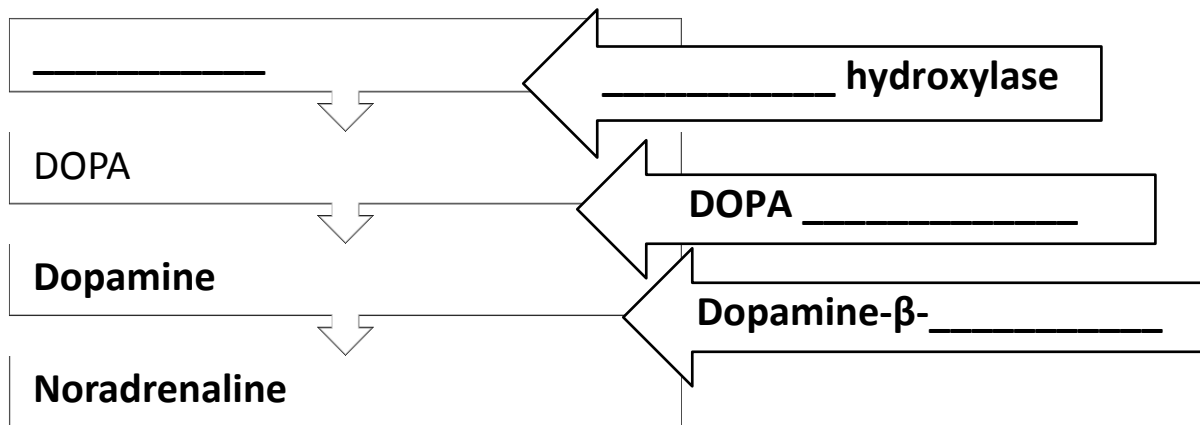 ___________
___________ hydroxylase
DOPA
DOPA _____________
Dopamine
Dopamine-β-___________
Noradrenaline